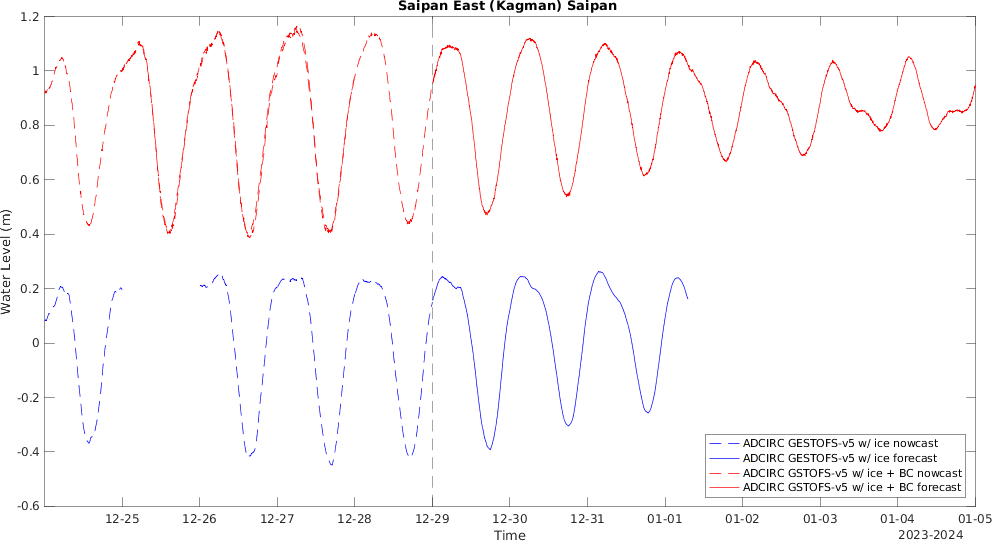 Saipan East (Kagman) Saipan
Water Level (m)
1.2
1
0.8
0.6
0.4
0.2
0
-0.2
-0.4
-0.6
ADCIRC GESTOFS-v5 w/ ice nowcast
ADCIRC GESTOFS-v5 w/ ice forecast
ADCIRC GSTOFS-v5 w/ ice + BC nowcast
ADCIRC GSTOFS-v5 w/ ice + BC forecast
12-25 12-26 12-27 12-28 12-29 12-30 12-31 01-01 01-02 01-03 01-04 01-05
Time
2023-2024